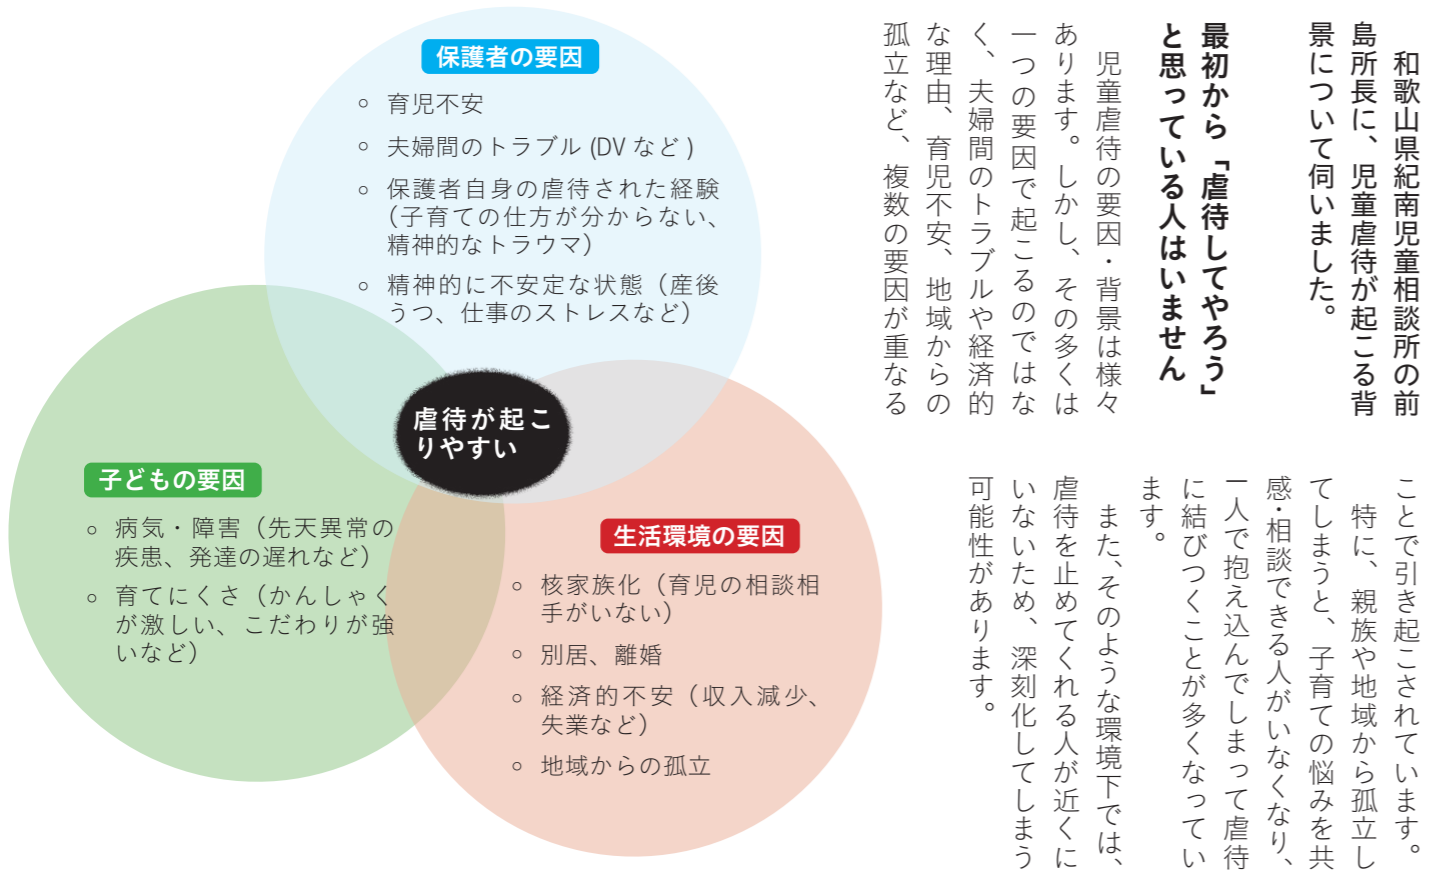 和歌山県紀南児童相談所の前
島所長に、児童虐待が起こる背
景について伺いました。
最初から「虐待してやろう」
と思っている人はいません
児童虐待の要因・背景は様々
あります。しかし、その多くは
一つの要因で起こるのではな
く、夫婦間のトラブルや経済的
な理由、育児不安、地域からの
孤立など、複数の要因が重なる
ことで引き起こされています。
特に、親族や地域から孤立し
てしまうと、子育ての悩みを共
感・相談できる人がいなくなり、
一人で抱え込んでしまって虐待
に結びつくことが多くなってい
ます。
また、そのような環境下では、
虐待を止めてくれる人が近くに
いないため、深刻化してしまう
可能性があります。
保護者の要因
◦ 育児不安
◦ 夫婦間のトラブル (DV など )
◦ 保護者自身の虐待された経験
（子育ての仕方が分からない、
精神的なトラウマ）
◦ 精神的に不安定な状態（産後
うつ、仕事のストレスなど）
虐待が起こ
りやすい
子どもの要因
◦ 病気・障害（先天異常の
疾患、発達の遅れなど）
◦ 育てにくさ（かんしゃく
が激しい、こだわりが強
いなど）
生活環境の要因
◦ 核家族化（育児の相談相
手がいない）
◦ 別居、離婚
◦ 経済的不安（収入減少、
失業など）
◦ 地域からの孤立